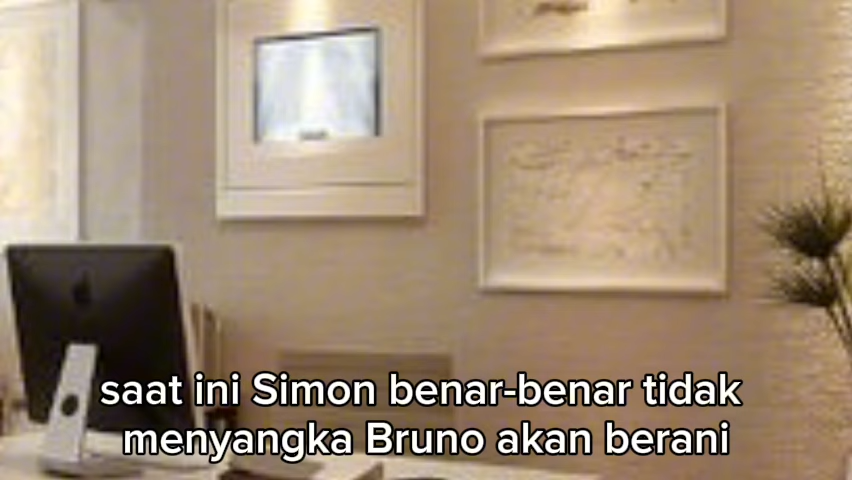 saat ini Simon benar-benar tidak
menyangka Bruno akan berani